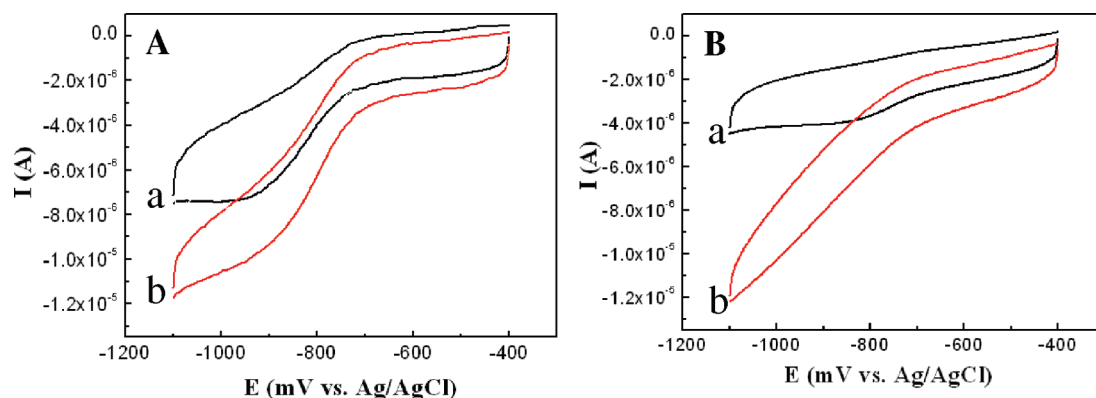 A
0.0
-2.0x10⁻⁶
-4.0x10⁻⁶
-6.0x10⁻⁶
-8.0x10⁻⁶
-1.0x10⁻⁵
-1.2x10⁻⁵
I (A)
a
b
-1200 -1000 -800 -600 -400
E (mV vs. Ag/AgCl)
B
0.0
-2.0x10⁻⁶
-4.0x10⁻⁶
-6.0x10⁻⁶
-8.0x10⁻⁶
-1.0x10⁻⁵
-1.2x10⁻⁵
I (A)
a
b
-1200 -1000 -800 -600 -400
E (mV vs. Ag/AgCl)